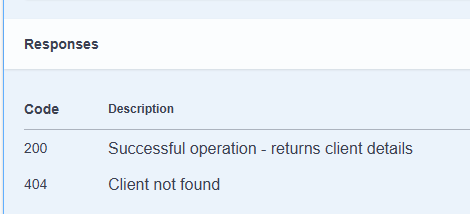 Responses
Code Description
200 Successful operation - returns client details
404 Client not found